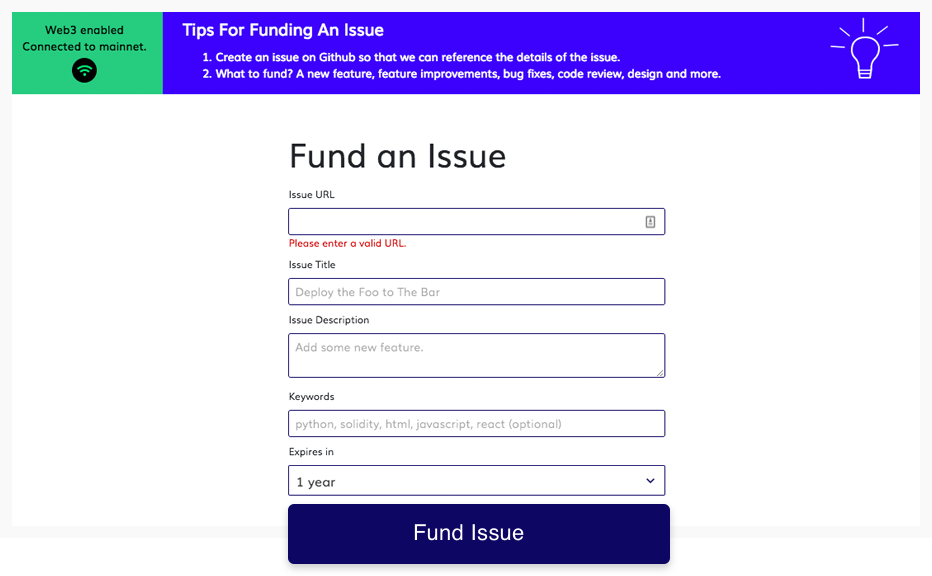 Web3 enabled
Connected to mainnet.
Tips For Funding An Issue
1. Create an issue on Github so that we can reference the details of the issue.
2. What to fund? A new feature, feature improvements, bug fixes, code review, design and more.
Fund an Issue
Issue URL
Please enter a valid URL.
Issue Title
Deploy the Foo to The Bar
Issue Description
Add some new feature.
Keywords
python, solidity, html, javascript, react (optional)
Expires in
1 year
Fund Issue